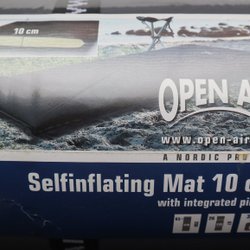 10 cm
OPEN AI
www.open-air
A NORDIC PR
Selfinflating Mat 10 c
with integrated pi